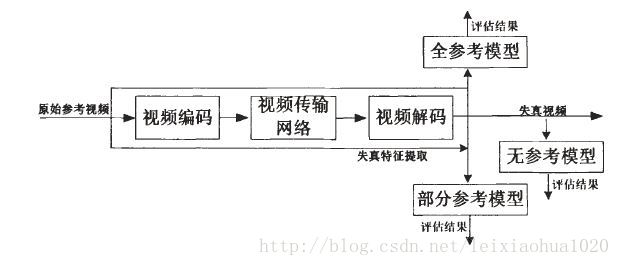 评估结果
全参考模型
原始参考视频
视频编码
视频传输
网络
视频解码
失真视频
失真特征提取
无参考模型
评估结果
部分参考模型
评估结果
http://blog.csdn.net/leixiaohua1020